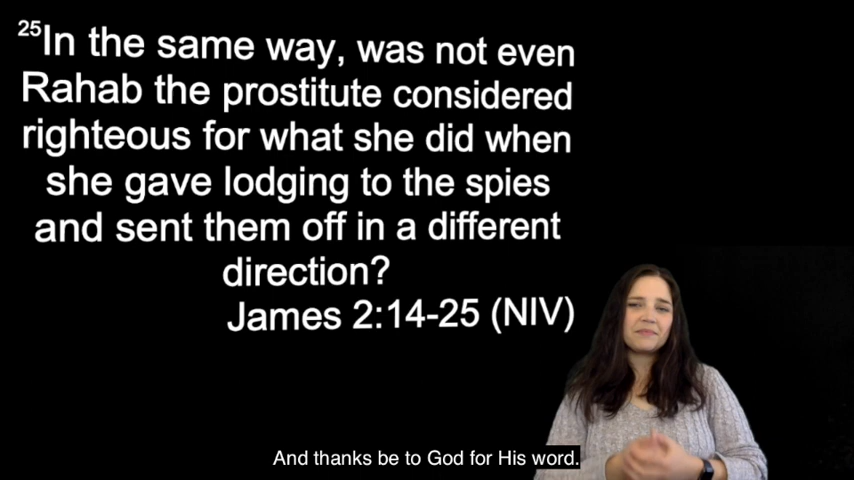 25In the same way, was not even
Rahab the prostitute considered
righteous for what she did when
she gave lodging to the spies
and sent them off in a different
direction?
James 2:14-25 (NIV)
And thanks be to God for His word.